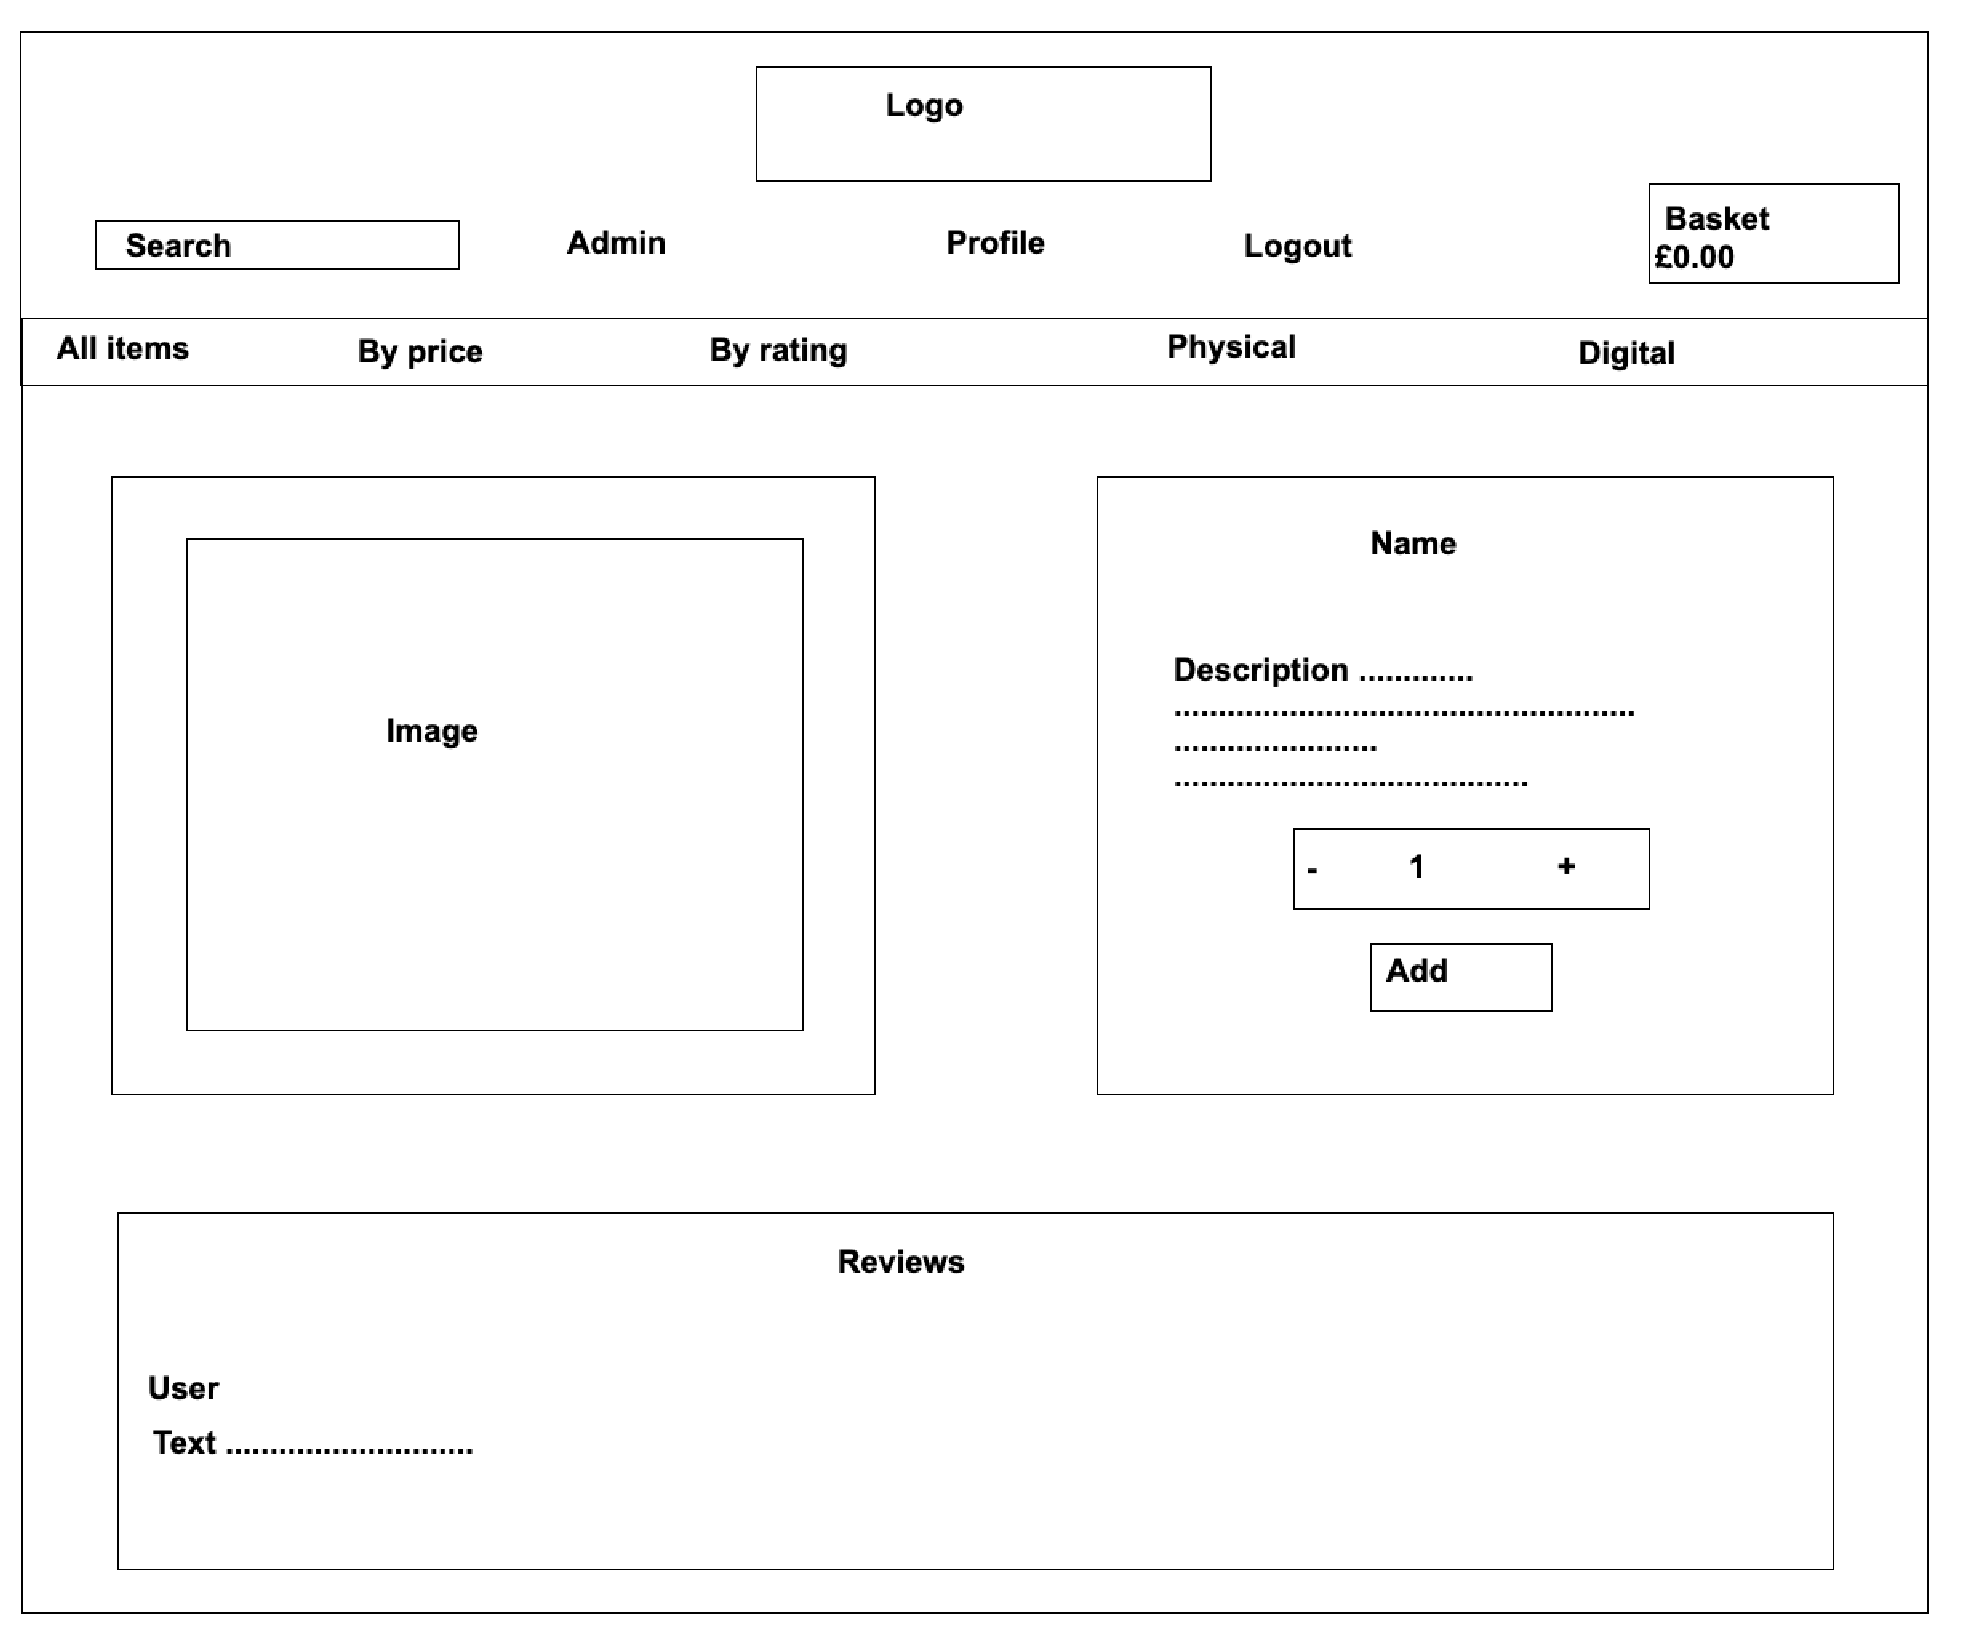 Logo
Search
Admin
Profile
Logout
Basket
£0.00
All items
By price
By rating
Physical
Digital
Image
Name
Description .............
....................................................
.......................
........................................
- 1 +
Add
Reviews
User
Text ............................